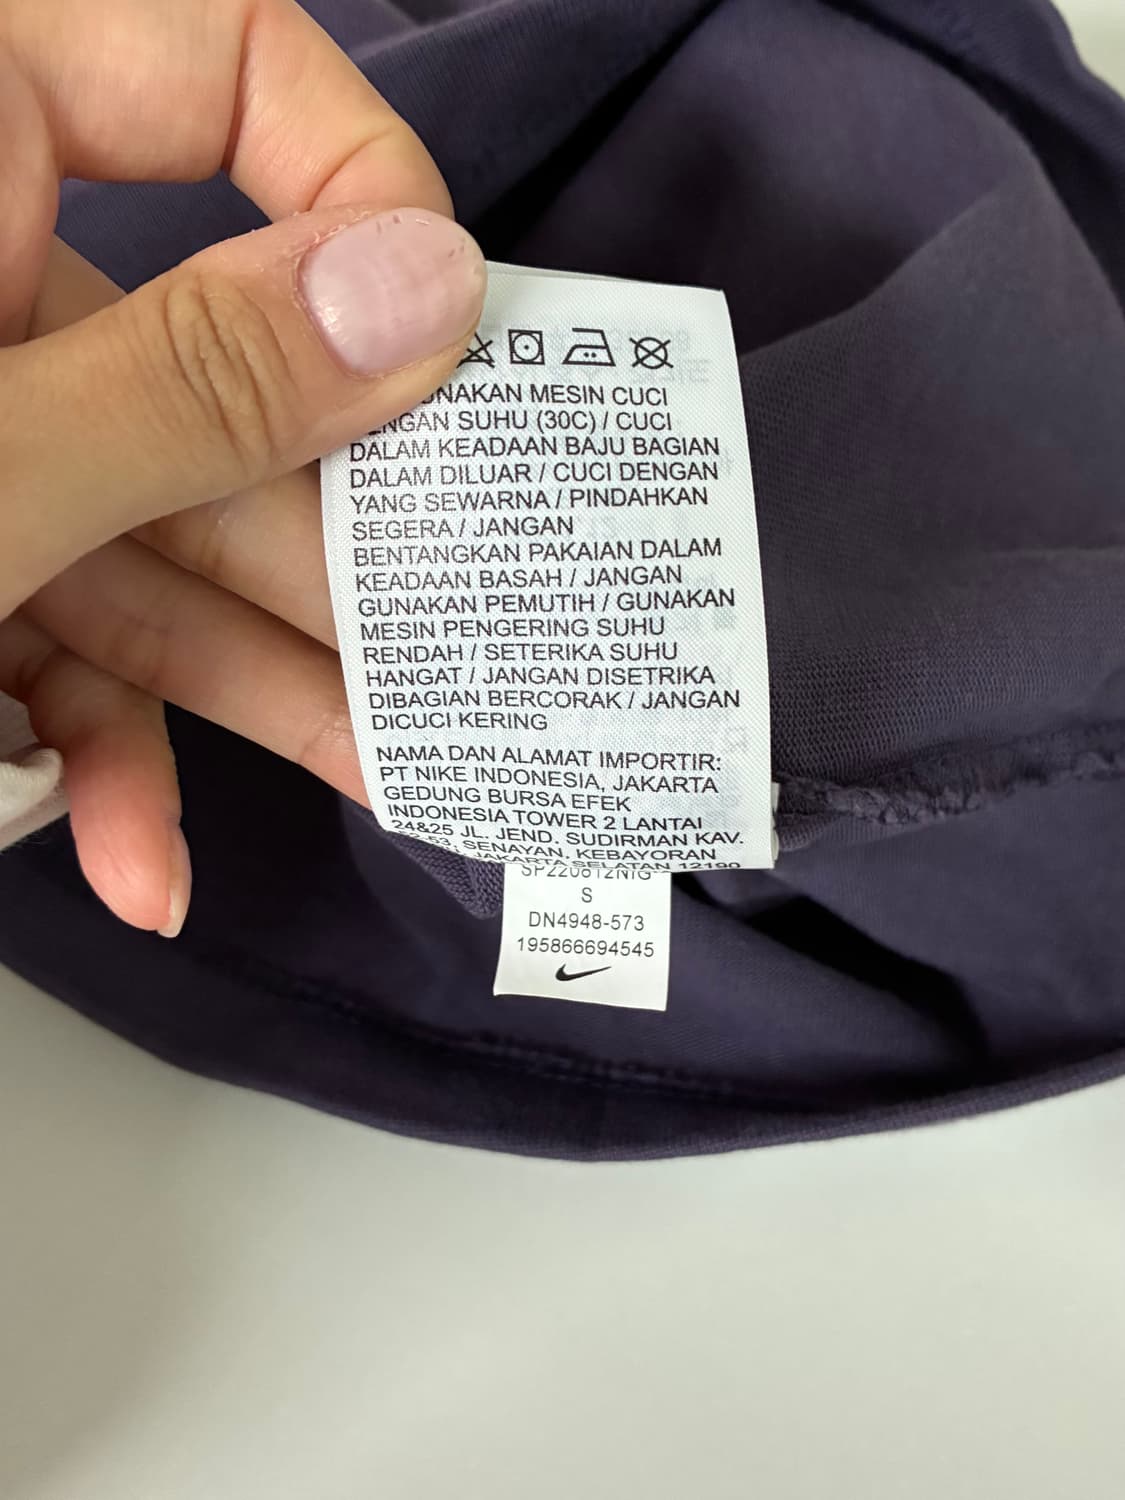 MESIN CUCI
SUHU (30C) / CUCI
DALAM KEADAAN BAJU BAGIAN
DALAM DILUAR / CUCI DENGAN
YANG SEWARNA / PINDAHKAN
SEGERA / JANGAN
BENTANGKAN PAKAIAN DALAM
KEADAAN BASAH / JANGAN
GUNAKAN PEMUTIH / GUNAKAN
MESIN PENGERING SUHU
RENDAH / SETERIKA SUHU
HANGAT / JANGAN DISETRIKA
DIBAGIAN BERCORAK / JANGAN
DICUCI KERING
NAMA DAN ALAMAT IMPORTIR:
PT NIKE INDONESIA, JAKARTA
GEDUNG BURSA EFEK
INDONESIA TOWER 2 LANTAI
24&25 JL. JEND. SUDIRMAN KAV.
SENAYAN, KEBAYORAN
JAKARTA SELATAN 12190
S
DN4948-573
195866694545